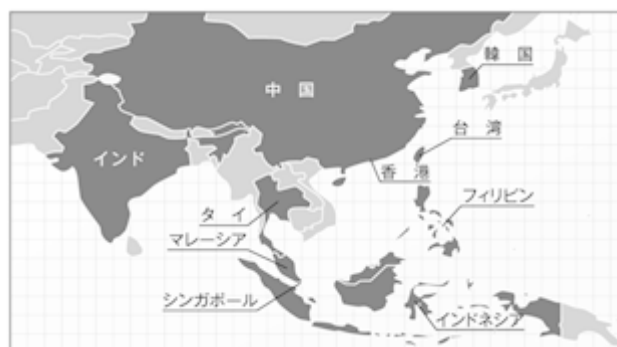 韓　国
中　国
台　湾
インド
香　港
フィリピン
タ　イ
マレーシア
シンガポール
インドネシア